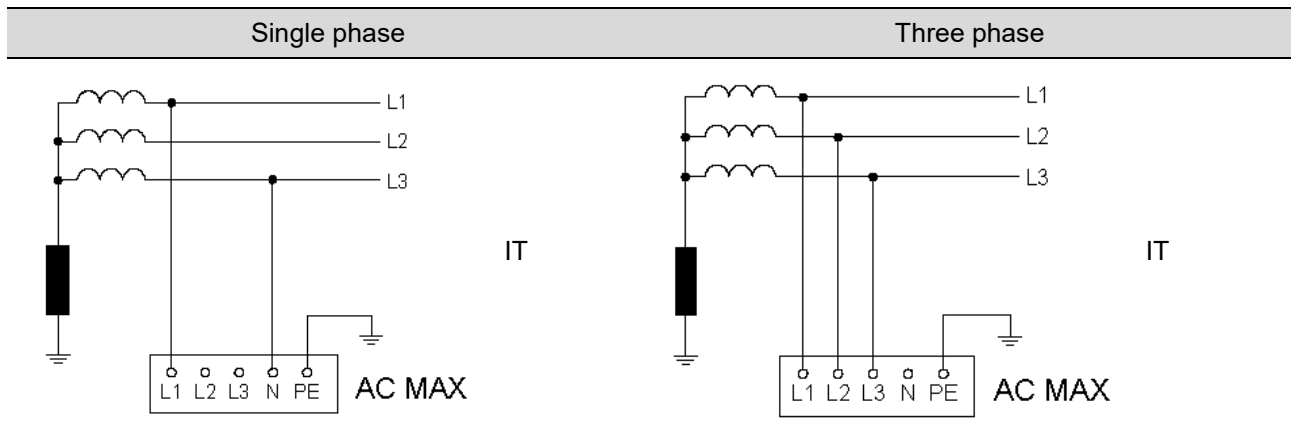 Single phase Three phase
L1
L2
L3
IT
L1 L2 L3 N PE AC MAX
L1
L2
L3
IT
L1 L2 L3 N PE AC MAX